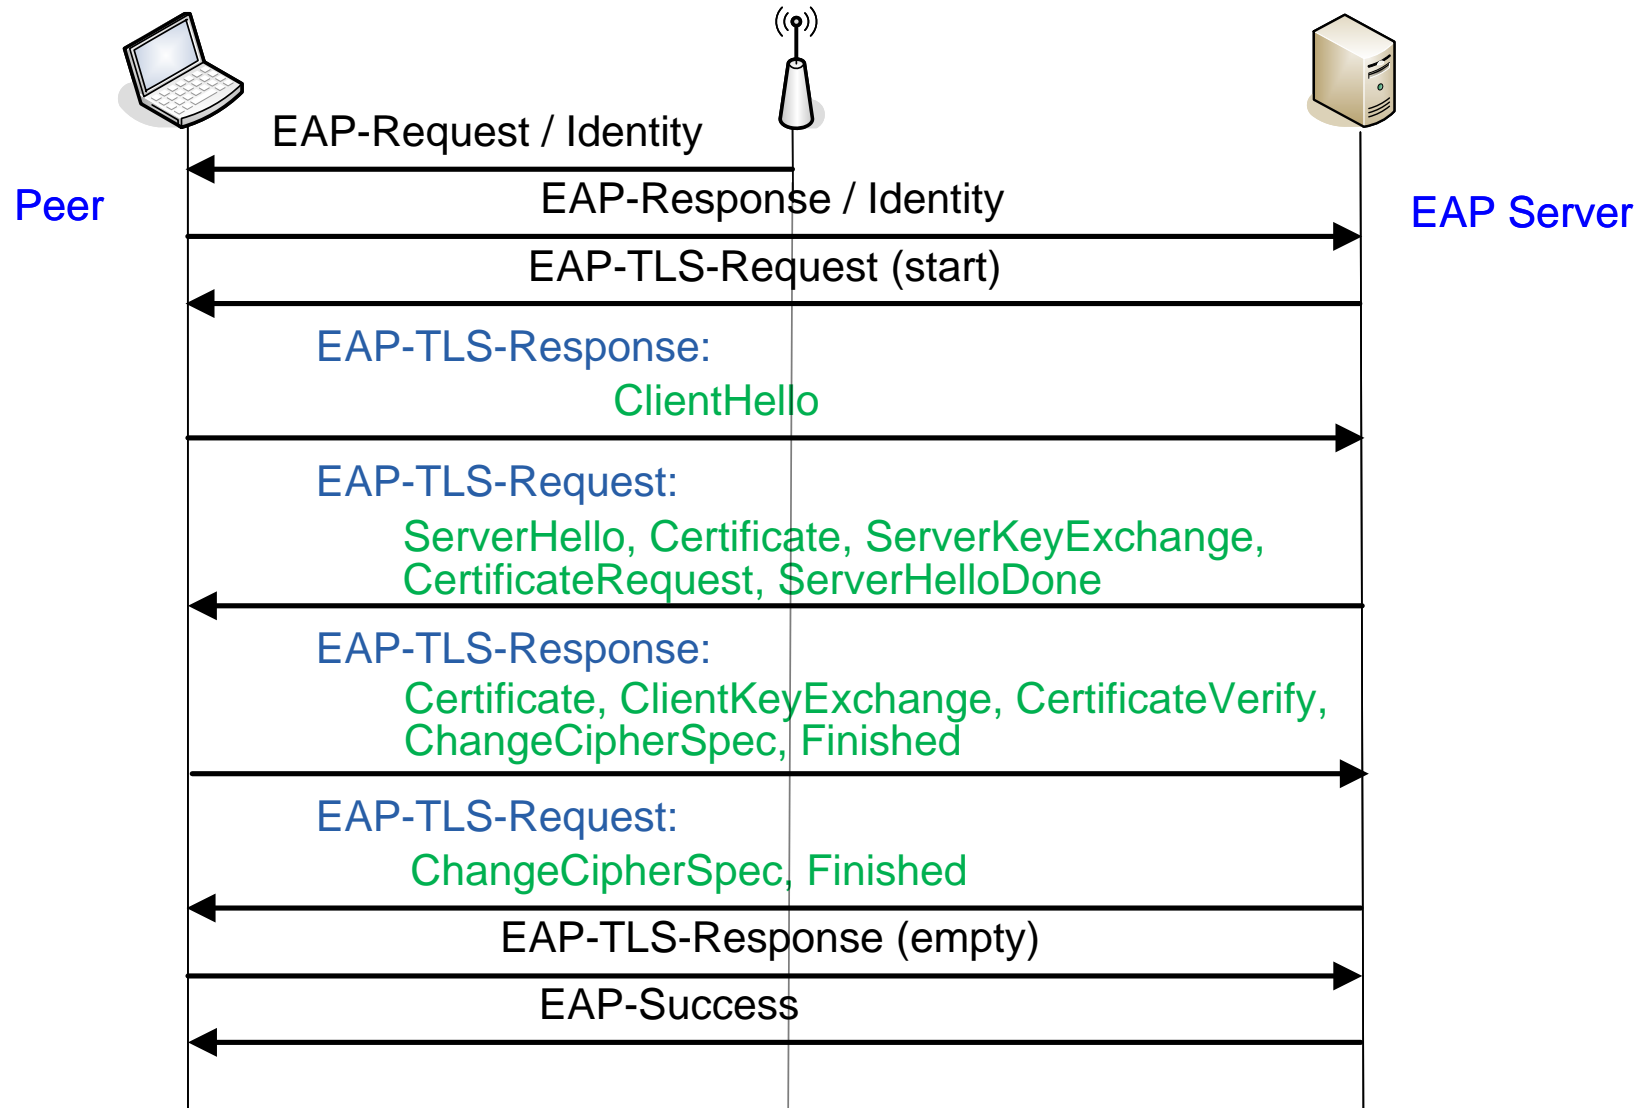 EAP-Request / Identity
Peer
EAP-Response / Identity
EAP Server
EAP-TLS-Request (start)
EAP-TLS-Response:
ClientHello
EAP-TLS-Request:
ServerHello, Certificate, ServerKeyExchange,
CertificateRequest, ServerHelloDone
EAP-TLS-Response:
Certificate, ClientKeyExchange, CertificateVerify,
ChangeCipherSpec, Finished
EAP-TLS-Request:
ChangeCipherSpec, Finished
EAP-TLS-Response (empty)
EAP-Success